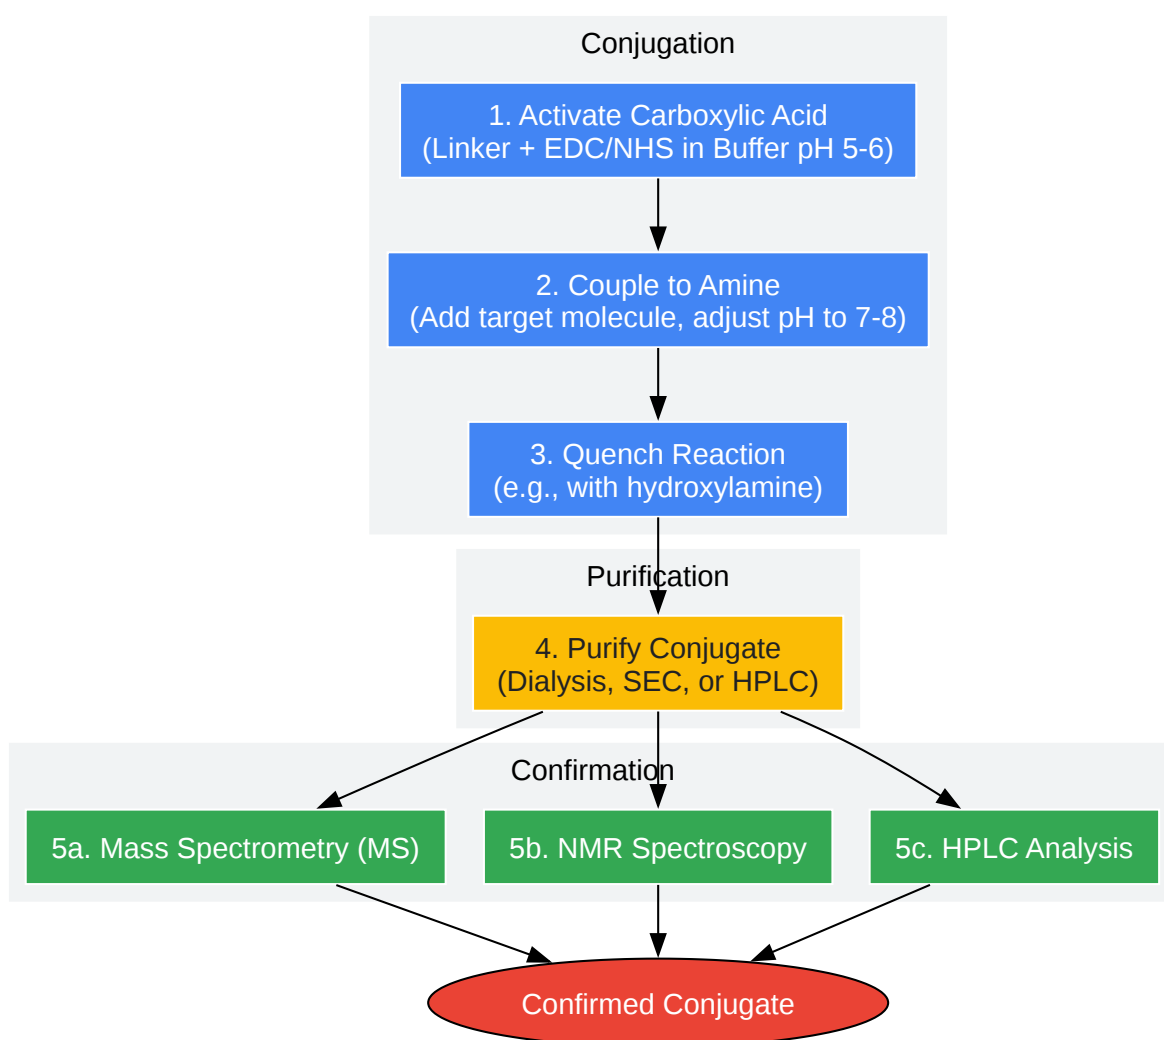 Conjugation
1. Activate Carboxylic Acid
(Linker + EDC/NHS in Buffer pH 5-6)
2. Couple to Amine
(Add target molecule, adjust pH to 7-8)
3. Quench Reaction
(e.g., with hydroxylamine)
Purification
4. Purify Conjugate
(Dialysis, SEC, or HPLC)
Confirmation
5a. Mass Spectrometry (MS)
5b. NMR Spectroscopy
5c. HPLC Analysis
Confirmed Conjugate